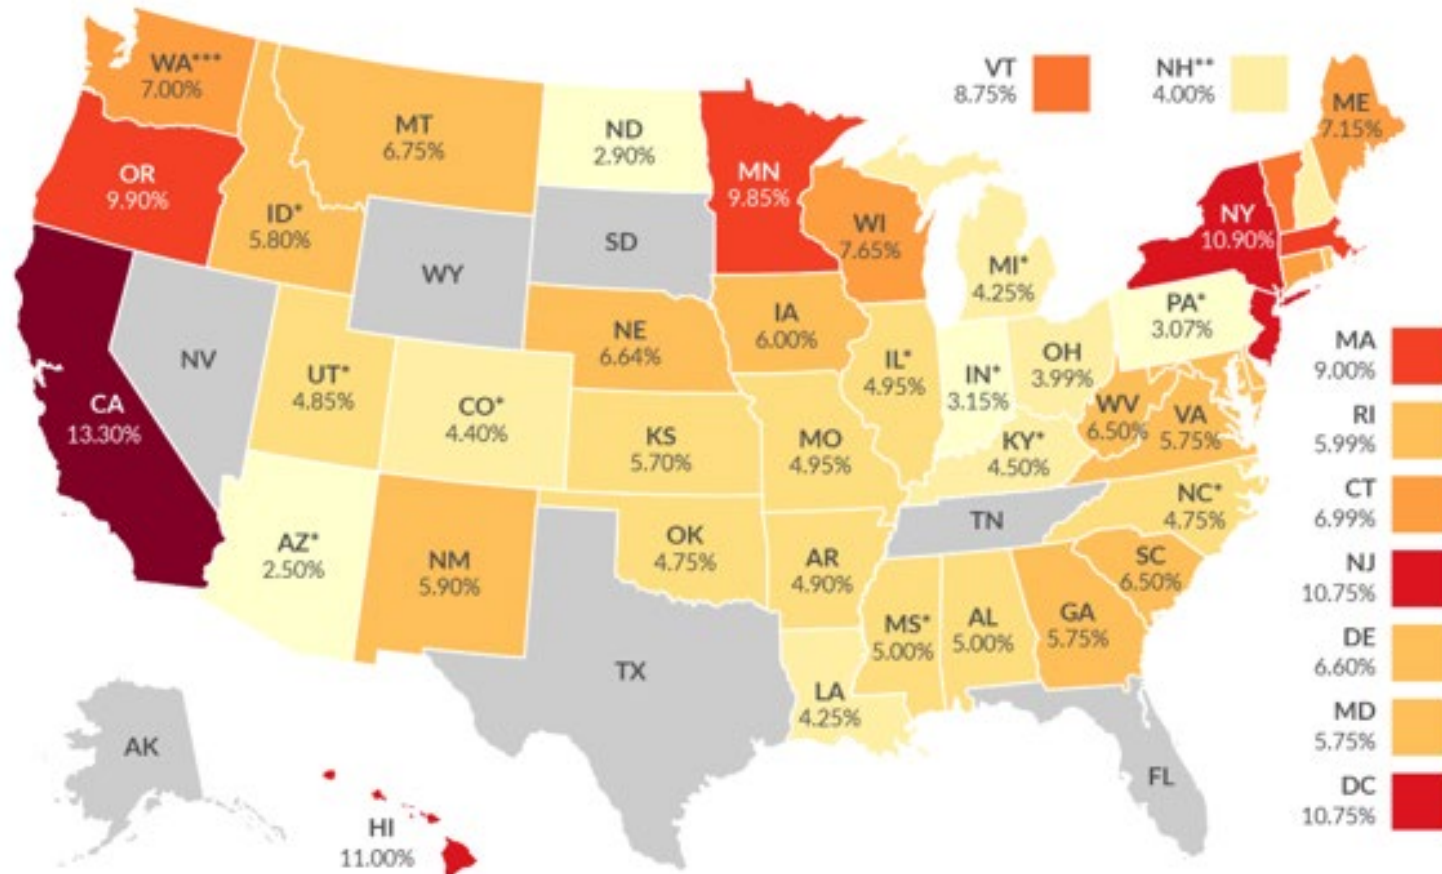 WA***
7.00%
MT
6.75%
ND
2.90%
MN
9.85%
VT
8.75%
NH**
4.00%
ME
7.15%
OR
9.90%
ID*
5.80%
WY
SD
WI
7.65%
MI*
4.25%
NY
10.90%
PA*
3.07%
NV
UT*
4.85%
CO*
4.40%
NE
6.64%
IA
6.00%
IL*
4.95%
IN*
3.15%
OH
3.99%
MA
9.00%
CA
13.30%
KS
5.70%
MO
4.95%
KY*
4.50%
WV
6.50%
VA
5.75%
RI
5.99%
AZ*
2.50%
NM
5.90%
OK
4.75%
AR
4.90%
TN
NC*
4.75%
CT
6.99%
SC
6.50%
NJ
10.75%
TX
LA
4.25%
MS*
5.00%
AL
5.00%
GA
5.75%
DE
6.60%
MD
5.75%
AK
HI
11.00%
FL
DC
10.75%